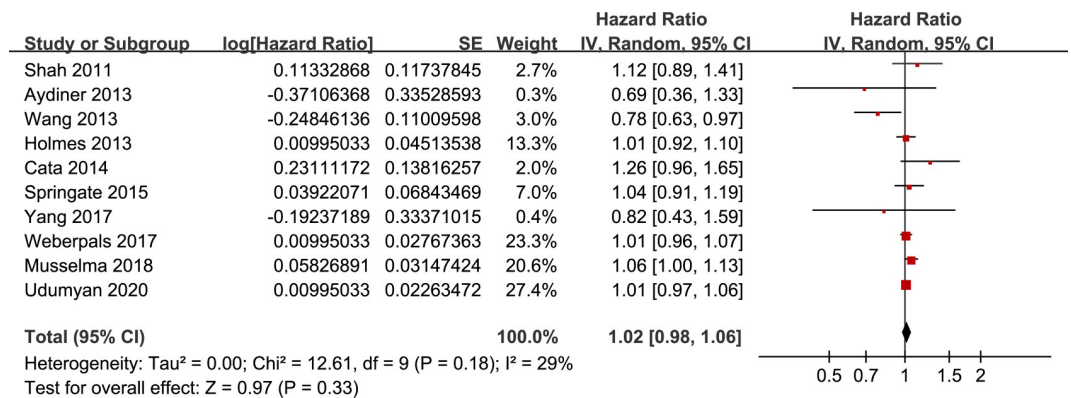 Hazard Ratio Hazard Ratio
Study or Subgroup log[Hazard Ratio] SE Weight IV, Random, 95% CI IV, Random, 95% CI
Shah 2011 0.11332868 0.11737845 2.7% 1.12 [0.89, 1.41]
Aydiner 2013 -0.37106368 0.33528593 0.3% 0.69 [0.36, 1.33]
Wang 2013 -0.24846136 0.11009598 3.0% 0.78 [0.63, 0.97]
Holmes 2013 0.00995033 0.04513538 13.3% 1.01 [0.92, 1.10]
Cata 2014 0.23111172 0.13816257 2.0% 1.26 [0.96, 1.65]
Springate 2015 0.03922071 0.06843469 7.0% 1.04 [0.91, 1.19]
Yang 2017 -0.19237189 0.33371015 0.4% 0.82 [0.43, 1.59]
Weberpals 2017 0.00995033 0.02767363 23.3% 1.01 [0.96, 1.07]
Musselma 2018 0.05826891 0.03147424 20.6% 1.06 [1.00, 1.13]
Udumyan 2020 0.00995033 0.02263472 27.4% 1.01 [0.97, 1.06]
Total (95% CI) 100.0% 1.02 [0.98, 1.06]
Heterogeneity: Tau² = 0.00; Chi² = 12.61, df = 9 (P = 0.18); I² = 29%
Test for overall effect: Z = 0.97 (P = 0.33)
0.5 0.7 1 1.5 2